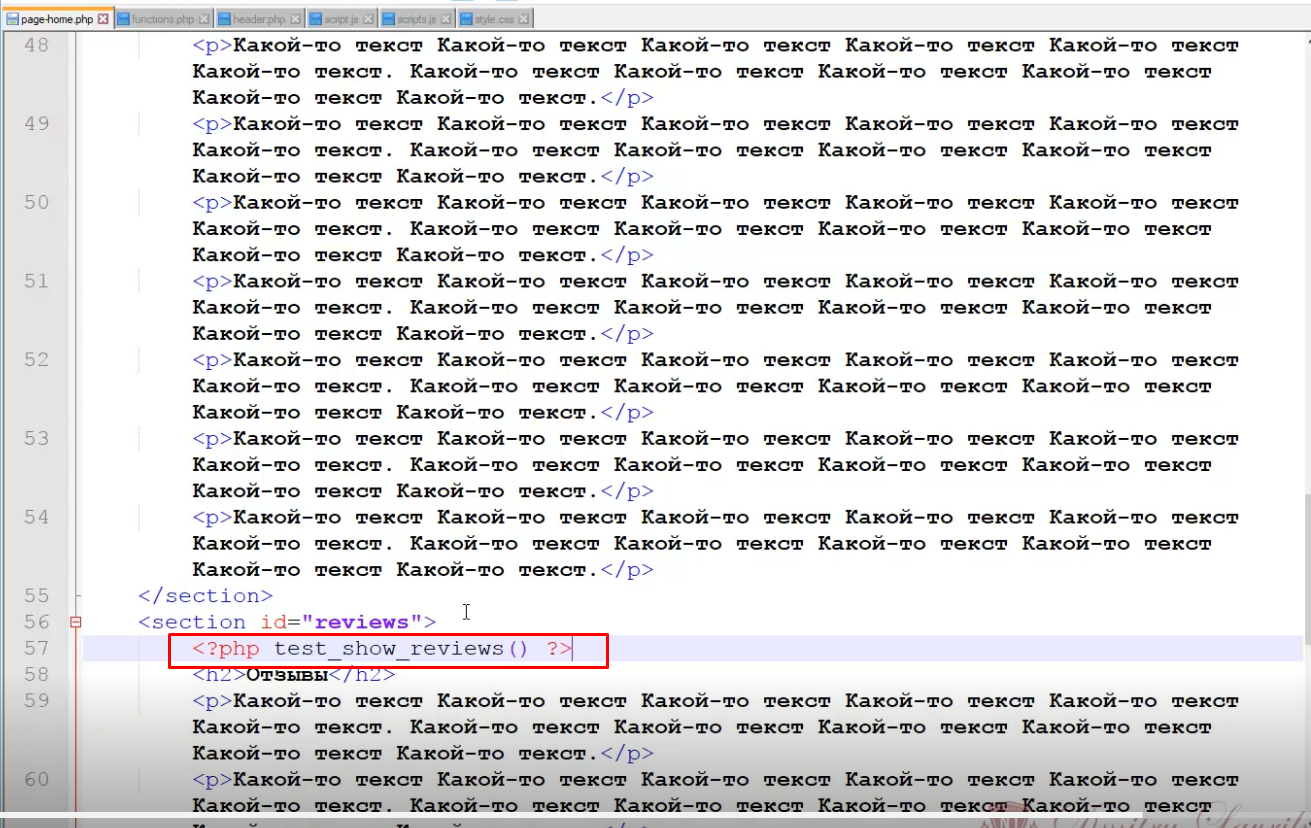 page-home.php functions.php header.php script.js scripts.js style.css
48 <p>Какой-то текст Какой-то текст Какой-то текст Какой-то текст Какой-то текст
Какой-то текст. Какой-то текст Какой-то текст Какой-то текст Какой-то текст
Какой-то текст Какой-то текст.</p>
49 <p>Какой-то текст Какой-то текст Какой-то текст Какой-то текст Какой-то текст
Какой-то текст. Какой-то текст Какой-то текст Какой-то текст Какой-то текст
Какой-то текст Какой-то текст.</p>
50 <p>Какой-то текст Какой-то текст Какой-то текст Какой-то текст Какой-то текст
Какой-то текст. Какой-то текст Какой-то текст Какой-то текст Какой-то текст
Какой-то текст Какой-то текст.</p>
51 <p>Какой-то текст Какой-то текст Какой-то текст Какой-то текст Какой-то текст
Какой-то текст. Какой-то текст Какой-то текст Какой-то текст Какой-то текст
Какой-то текст Какой-то текст.</p>
52 <p>Какой-то текст Какой-то текст Какой-то текст Какой-то текст Какой-то текст
Какой-то текст. Какой-то текст Какой-то текст Какой-то текст Какой-то текст
Какой-то текст Какой-то текст.</p>
53 <p>Какой-то текст Какой-то текст Какой-то текст Какой-то текст Какой-то текст
Какой-то текст. Какой-то текст Какой-то текст Какой-то текст Какой-то текст
Какой-то текст Какой-то текст.</p>
54 <p>Какой-то текст Какой-то текст Какой-то текст Какой-то текст Какой-то текст
Какой-то текст. Какой-то текст Какой-то текст Какой-то текст Какой-то текст
Какой-то текст Какой-то текст.</p>
55 </section>
56 <section id="reviews">
57 <?php test_show_reviews() ?>
58 <h2>Отзывы</h2>
59 <p>Какой-то текст Какой-то текст Какой-то текст Какой-то текст Какой-то текст
Какой-то текст. Какой-то текст Какой-то текст Какой-то текст Какой-то текст
Какой-то текст Какой-то текст.</p>
60 <p>Какой-то текст Какой-то текст Какой-то текст Какой-то текст Какой-то текст
Какой-то текст. Какой-то текст Какой-то текст Какой-то текст Какой-то текст